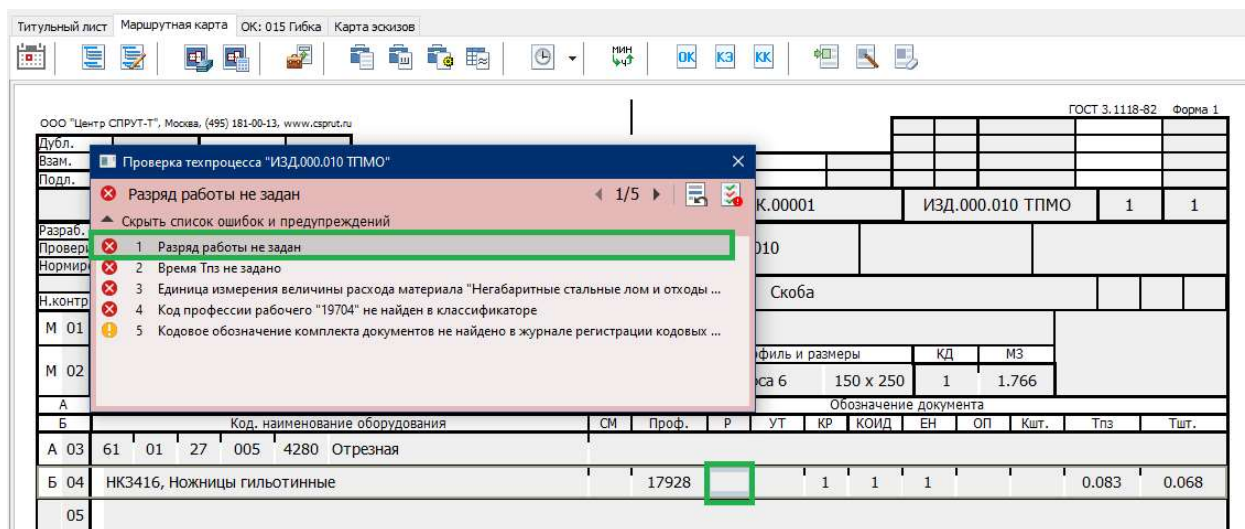 Титульный лист Маршрутная карта ОК: 015 Гибка Карта эскизов
МИН ОК КЭ КК
ГОСТ 3.1118-82 Форма 1
ООО "Центр СПРУТ-Т", Москва, (495) 181-00-13, www.csprut.ru
Дубл.
Взам.
Подл.
Проверка техпроцесса "ИЗД.000.010 ТПМО"
Разряд работы не задан 1/5
К.00001 ИЗД.000.010 ТПМО 1 1
Скрыть список ошибок и предупреждений
Разраб.
Провери 1 Разряд работы не задан 010
Нормиро 2 Время Тпз не задано
3 Единица измерения величины расхода материала "Негабаритные стальные лом и отходы ...
Н.контр Скоба
4 Код профессии рабочего "19704" не найден в классификаторе
М 01 5 Кодовое обозначение комплекта документов не найдено в журнале регистрации кодовых ...
офиль и размеры КД МЗ
М 02 оса 6 150 x 250 1 1.766
А Обозначение документа
Б Код. наименование оборудования СМ Проф. Р УТ КР КОИД ЕН ОП Кшт. Тпз Тшт.
А 03 61 01 27 005 4280 Отрезная
Б 04 НК3416, Ножницы гильотинные 17928 1 1 1 0.083 0.068
05